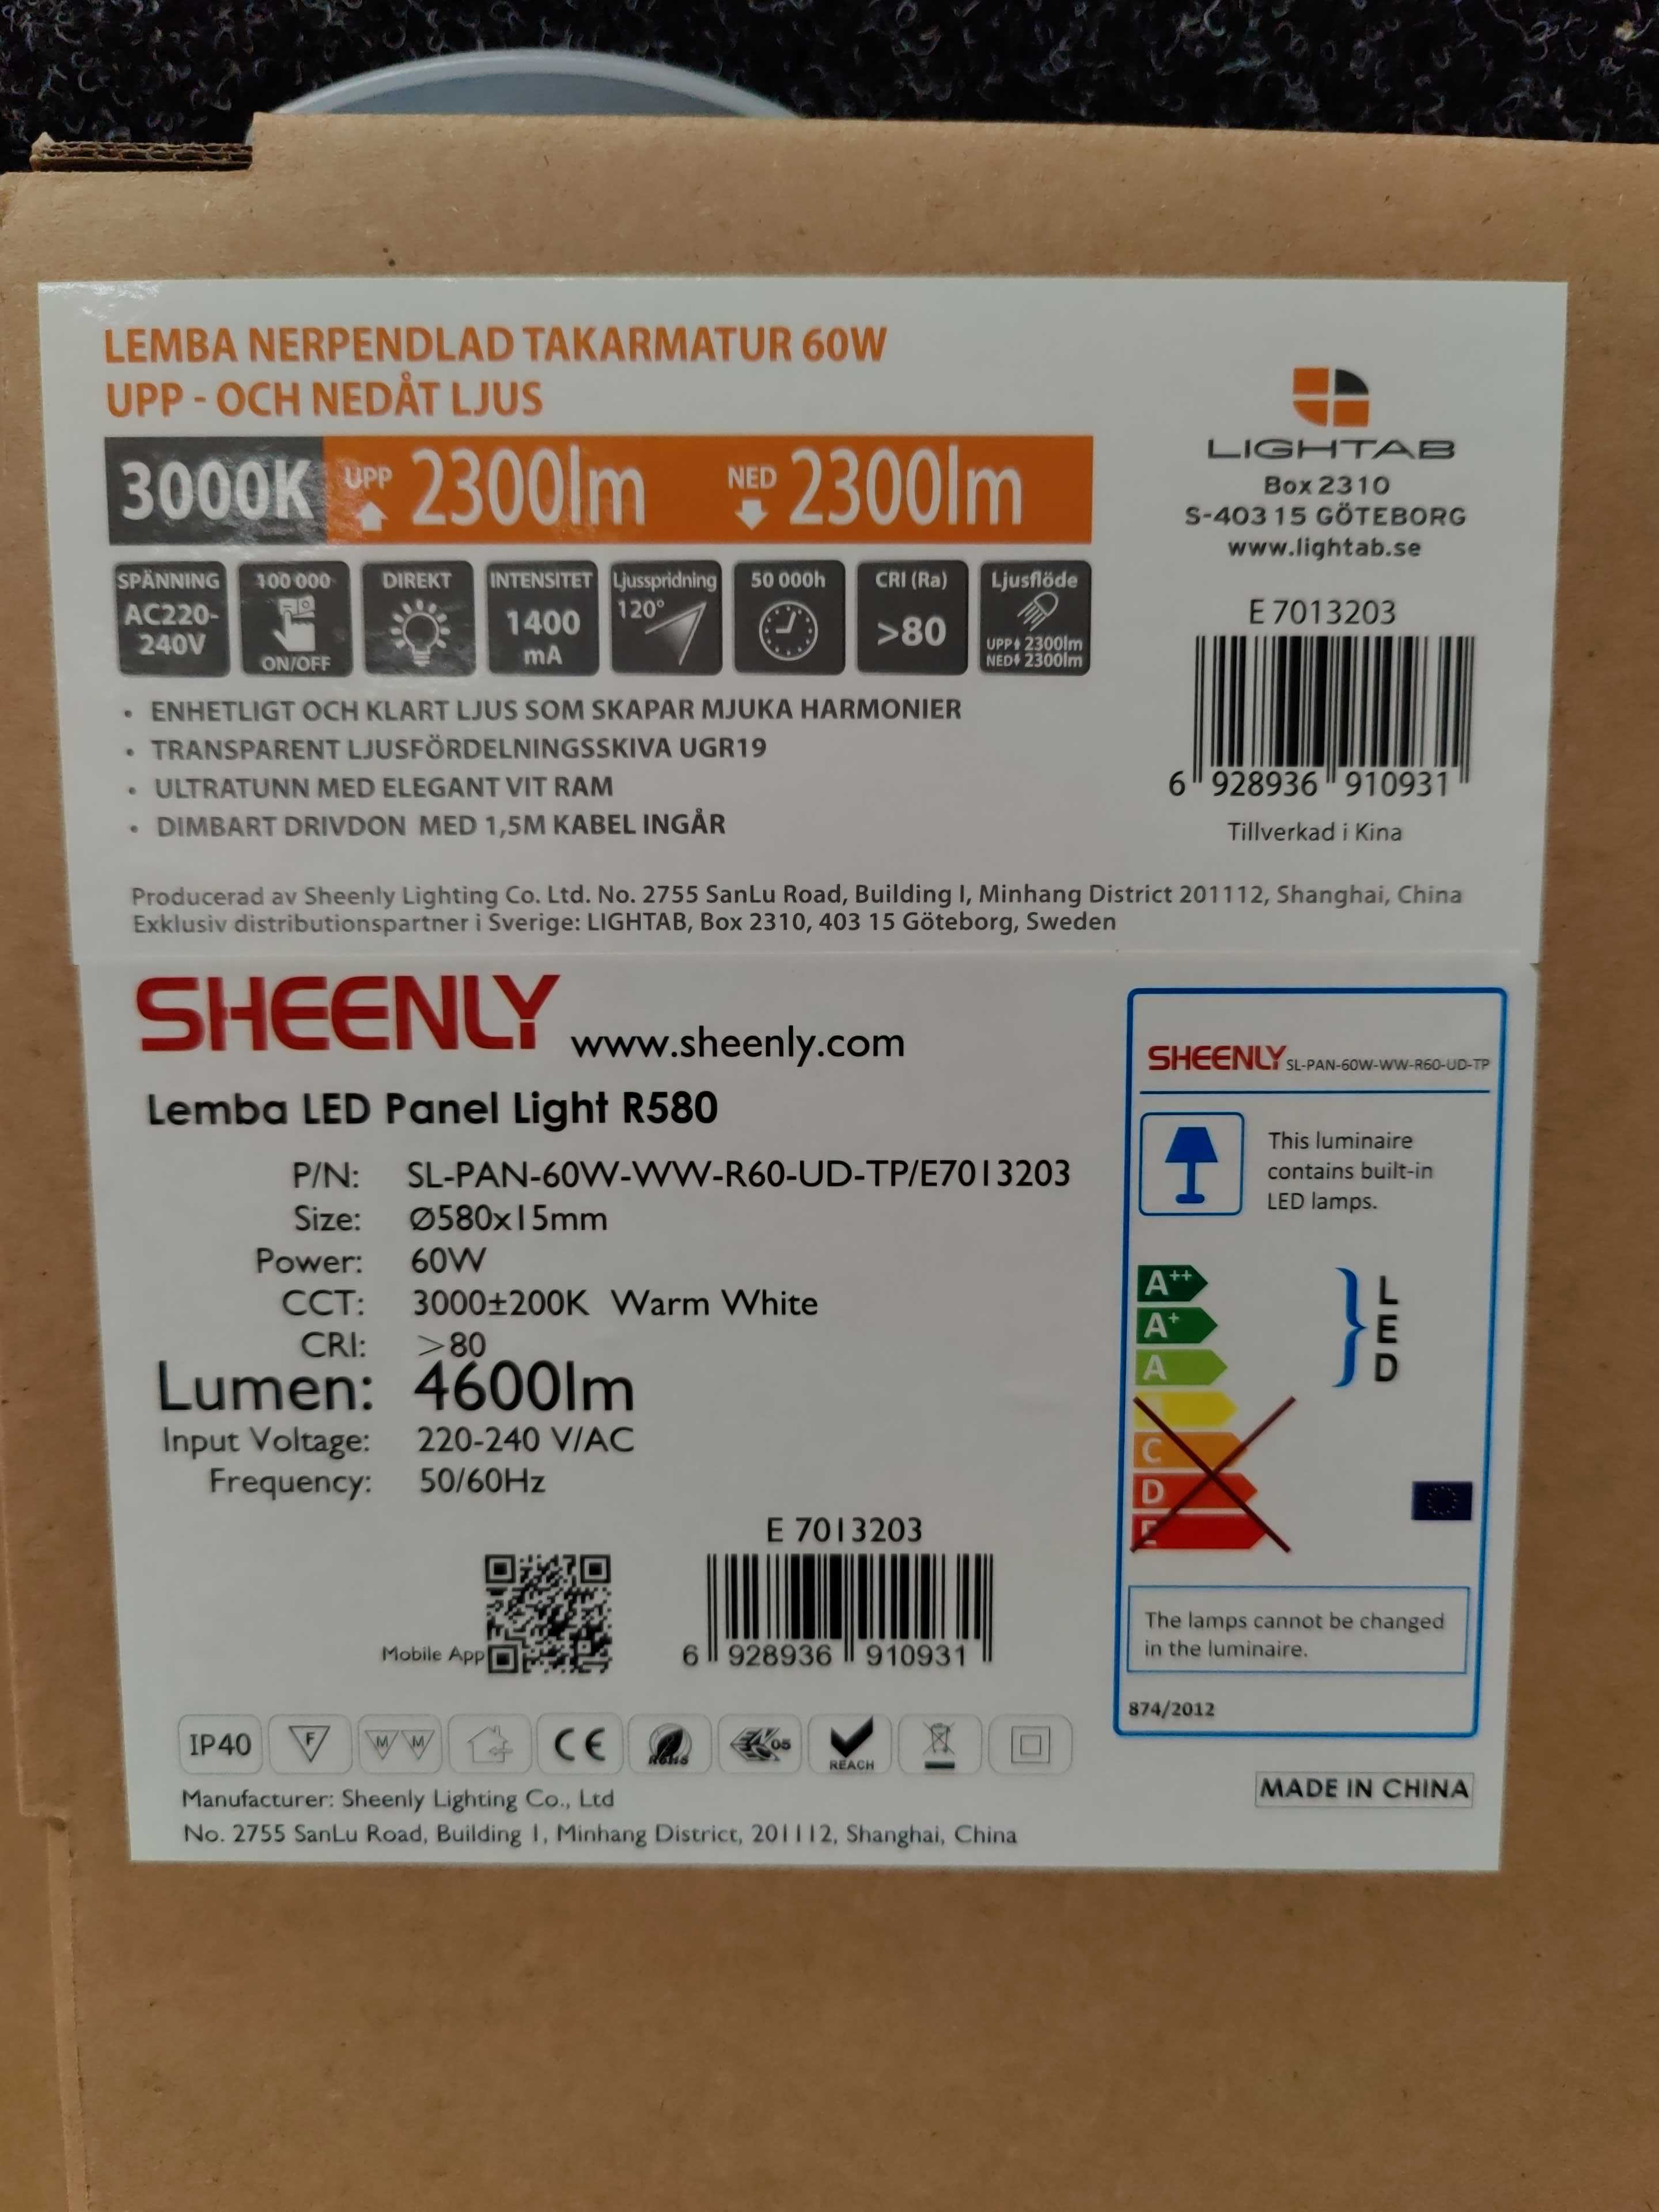 LEMBA NERPENDLAD TAKARMATUR 60W
UPP - OCH NEDÅT LJUS
3000K UPP 2300lm NED 2300lm
SPÄNNING
AC220-
240V
100 000
ON/OFF
DIREKT
INTENSITET
1400
mA
Ljusspridning
120°
50 000h
CRI (Ra)
>80
Ljusflöde
UPP 2300lm
NED 2300lm
• ENHETLIGT OCH KLART LJUS SOM SKAPAR MJUKA HARMONIER
• TRANSPARENT LJUSFÖRDELNINGSSKIVA UGR19
• ULTRATUNN MED ELEGANT VIT RAM
• DIMBART DRIVDON MED 1,5M KABEL INGÅR
LIGHTAB
Box 2310
S-403 15 GÖTEBORG
www.lightab.se
E 7013203
6 928936 910931
Tillverkad i Kina
Producerad av Sheenly Lighting Co. Ltd. No. 2755 SanLu Road, Building I, Minhang District 201112, Shanghai, China
Exklusiv distributionspartner i Sverige: LIGHTAB, Box 2310, 403 15 Göteborg, Sweden
SHEENLY www.sheenly.com
Lemba LED Panel Light R580
P/N: SL-PAN-60W-WW-R60-UD-TP/E7013203
Size: Ø580x15mm
Power: 60W
CCT: 3000±200K Warm White
CRI: >80
Lumen: 4600lm
Input Voltage: 220-240 V/AC
Frequency: 50/60Hz
Mobile App
E 7013203
6 928936 910931
IP40
F
M M
CE
RoHS
05
REACH
Manufacturer: Sheenly Lighting Co., Ltd
No. 2755 SanLu Road, Building 1, Minhang District, 201112, Shanghai, China
SHEENLY SL-PAN-60W-WW-R60-UD-TP
This luminaire
contains built-in
LED lamps.
A++
A+
A
LED
C
D
E
The lamps cannot be changed
in the luminaire.
874/2012
MADE IN CHINA